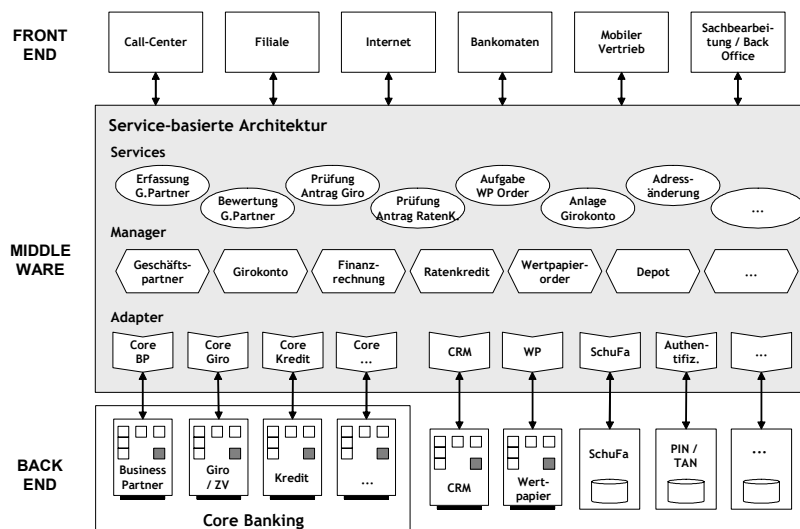 FRONT
END
Call-Center
Filiale
Internet
Bankomaten
Mobiler
Vertrieb
Sachbearbei-
tung / Back
Office
MIDDLE
WARE
Service-basierte Architektur
Services
Erfassung
G.Partner
Bewertung
G.Partner
Prüfung
Antrag Giro
Prüfung
Antrag RatenK.
Aufgabe
WP Order
Anlage
Girokonto
Adress-
änderung
...
Manager
Geschäfts-
partner
Girokonto
Finanz-
rechnung
Ratenkredit
Wertpapier-
order
Depot
...
Adapter
Core
BP
Core
Giro
Core
Kredit
Core
...
CRM
WP
SchuFa
Authen-
tifiz.
...
BACK
END
Business
Partner
Giro
/ ZV
Kredit
...
CRM
Wert-
papier
SchuFa
PIN /
TAN
...
Core Banking